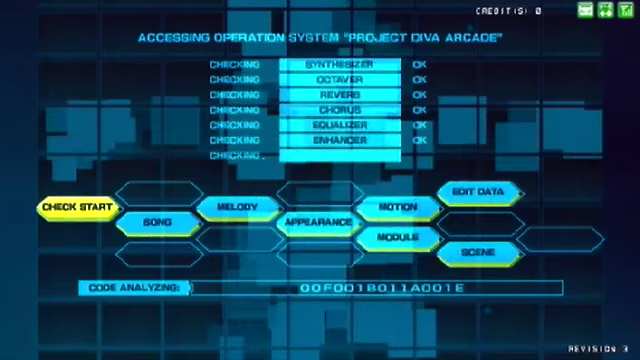 CREDIT(S) 0
ACCESSING OPERATION SYSTEM "PROJECT DIVA ARCADE"
CHECKING SYNTHESIZER OK
CHECKING OCTAVER OK
CHECKING REVERB OK
CHECKING CHORUS OK
CHECKING EQUALIZER OK
CHECKING ENHANCER OK
CHECKING.
EDIT DATA
CHECK START
MELODY
MOTION
SONG
APPEARANCE
MODULE
SCENE
CODE ANALYZING: 00F001B011A001E
REVISION 3